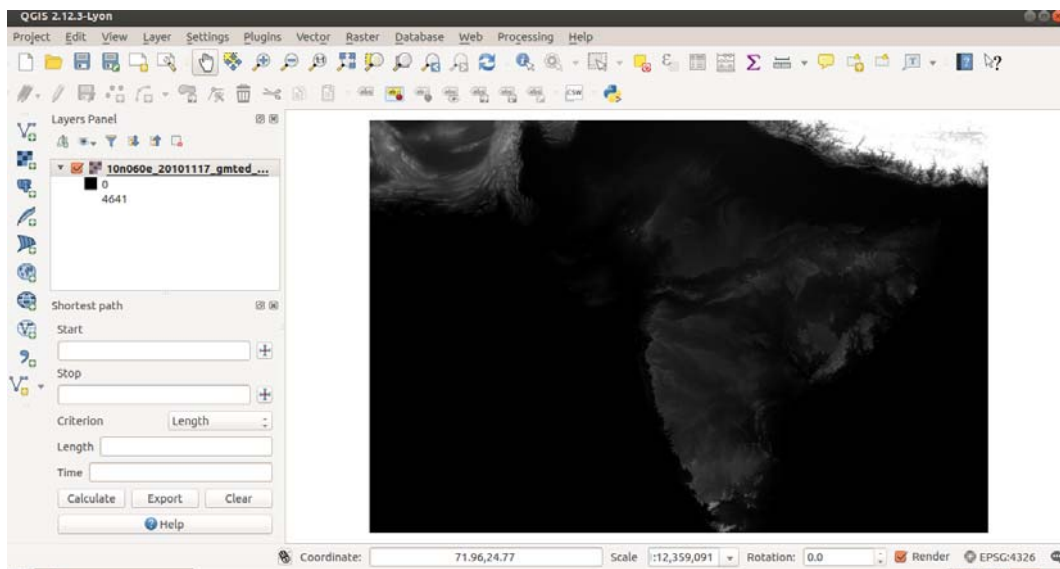 QGIS 2.12.3-Lyon
Project Edit View Layer Settings Plugins Vector Raster Database Web Processing Help
CSW
Layers Panel
10n060e_20101117_gmted_...
0
4641
Shortest path
Start
Stop
Criterion Length
Length
Time
Calculate Export Clear
Help
Coordinate: 71.96,24.77 Scale :12,359,091 Rotation: 0.0 Render EPSG:4326